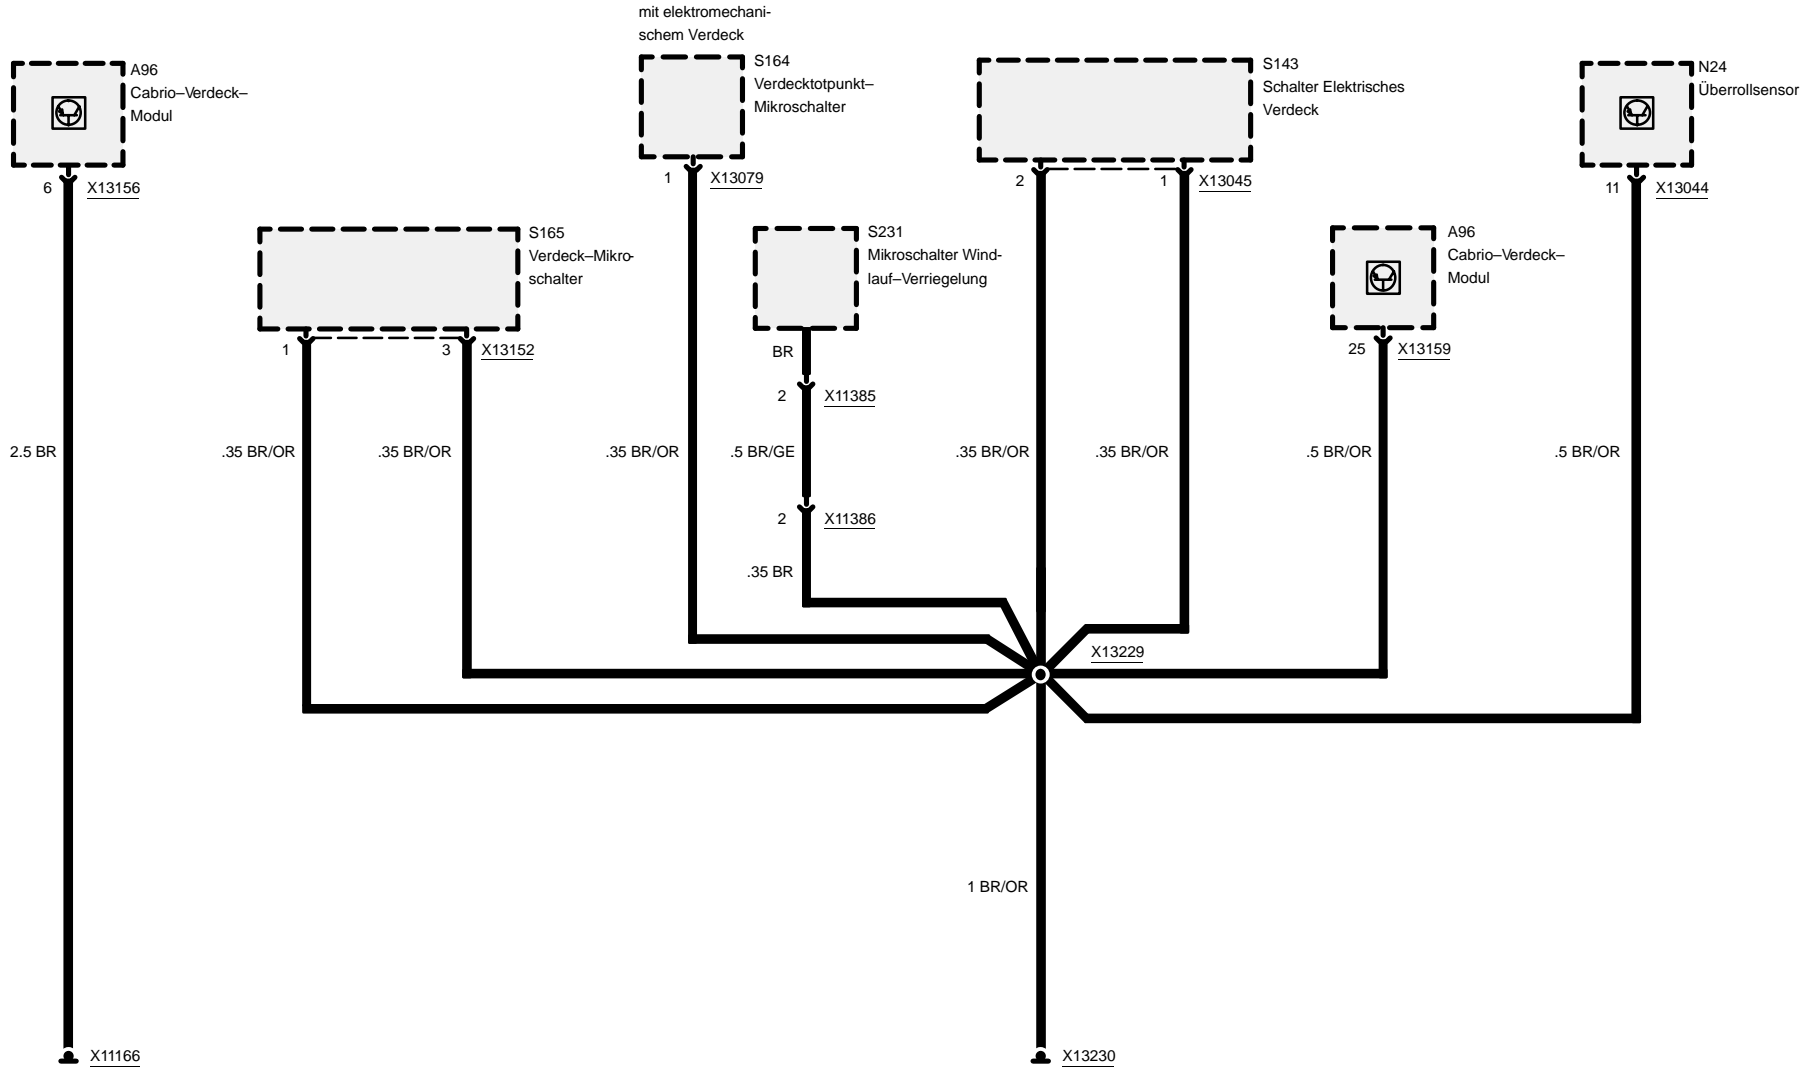 mit elektromechani-
schem Verdeck
A96
Cabrio–Verdeck–
Modul
6
X13156
S164
Verdecktotpunkt–
Mikroschalter
1
X13079
S143
Schalter Elektrisches
Verdeck
2
1
X13045
N24
Überrollsensor
11
X13044
S165
Verdeck–Mikro-
schalter
1
3
X13152
S231
Mikroschalter Wind-
lauf–Verriegelung
BR
2
X11385
A96
Cabrio–Verdeck–
Modul
25
X13159
2.5 BR
.35 BR/OR
.35 BR/OR
.35 BR/OR
.5 BR/GE
.35 BR/OR
.35 BR/OR
.5 BR/OR
.5 BR/OR
2
X11386
.35 BR
X13229
1 BR/OR
X11166
X13230